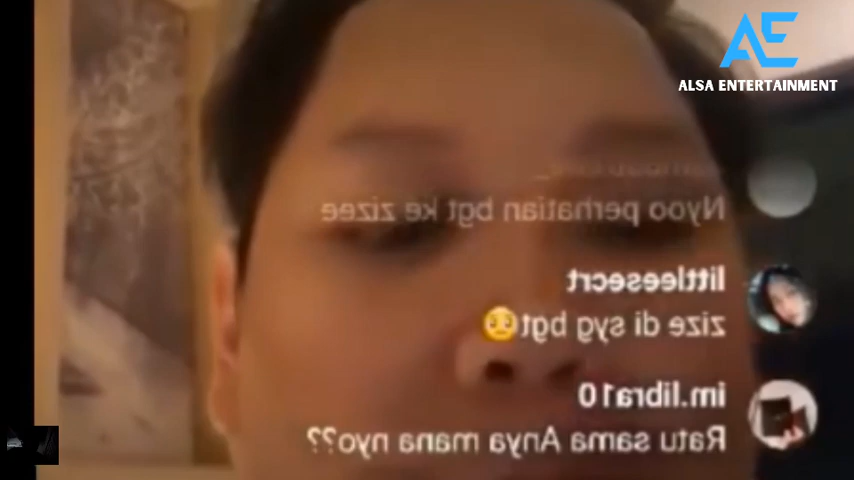 ALSA ENTERTAINMENT
Nyoo perhatian bgt ke zizee
littleesecrt
zize di syg bgt🥺
im.libra10
Ratu sama Anya mana nyo??